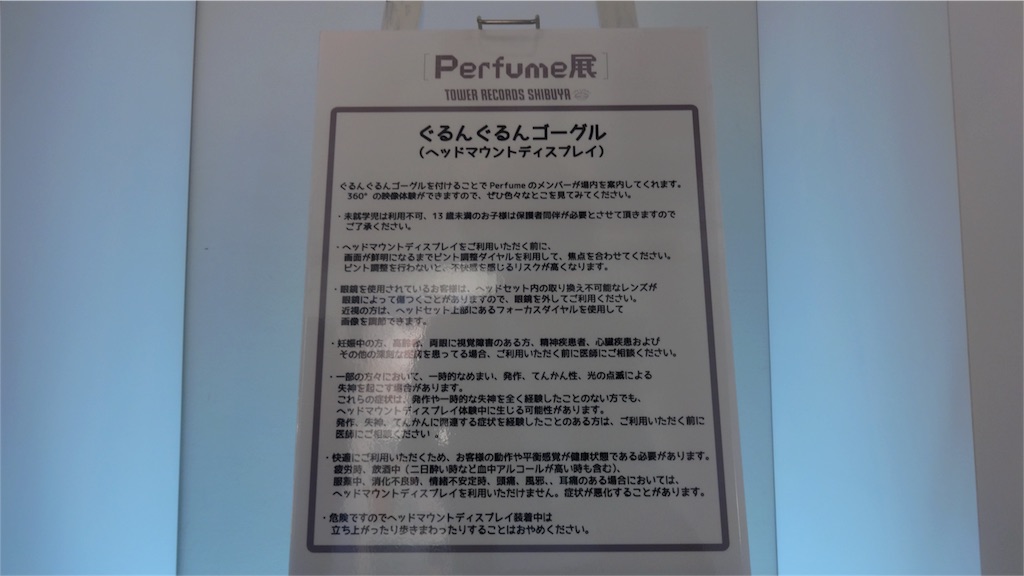 [Perfume展]
TOWER RECORDS SHIBUYA
ぐるんぐるんゴーグル
(ヘッドマウントディスプレイ)
ぐるんぐるんゴーグルを付けることでPerfumeのメンバーが場内を案内してくれます。
360°の映像体験ができますので、ぜひ色々なとこを見てみてください。
・未就学児は利用不可、13歳未満のお子様は保護者同伴が必要とさせて頂きますので
ご了承ください。
・ヘッドマウントディスプレイをご利用いただく前に、
画面が鮮明になるまでピント調整ダイヤルを利用して、焦点を合わせてください。
ピント調整を行わないと、不快感を感じるリスクが高くなります。
・眼鏡を使用されているお客様は、ヘッドセット内の取り換え不可能なレンズが
眼鏡によって傷つくことがありますので、眼鏡を外してご利用ください。
近視の方は、ヘッドセット上部にあるフォーカスダイヤルを使用して
画像を調節できます。
・妊娠中の方、高齢者、両眼に視覚障害のある方、精神疾患者、心臓疾患および
その他の深刻な症病を患ってる場合、ご利用いただく前に医師にご相談ください。
・一部の方々において、一時的なめまい、発作、てんかん性、光の点滅による
失神を起こす場合があります。
これらの症状は、発作や一時的な失神を全く経験したことのない方でも、
ヘッドマウントディスプレイ体験中に生じる可能性があります。
発作、失神、てんかんに関連する症状を経験したことのある方は、ご利用いただく前に
医師にご相談ください 。
・快適にご利用いただくため、お客様の動作や平衡感覚が健康状態である必要があります。
疲労時、飲酒中(二日酔い時など血中アルコールが高い時も含む)、
服薬中、消化不良時、情緒不安定時、頭痛、風邪、、耳痛のある場合においては、
ヘッドマウントディスプレイを利用いただけません。症状が悪化することがあります。
・危険ですのでヘッドマウントディスプレイ装着中は
立ち上がったり歩きまわったりすることはおやめください。